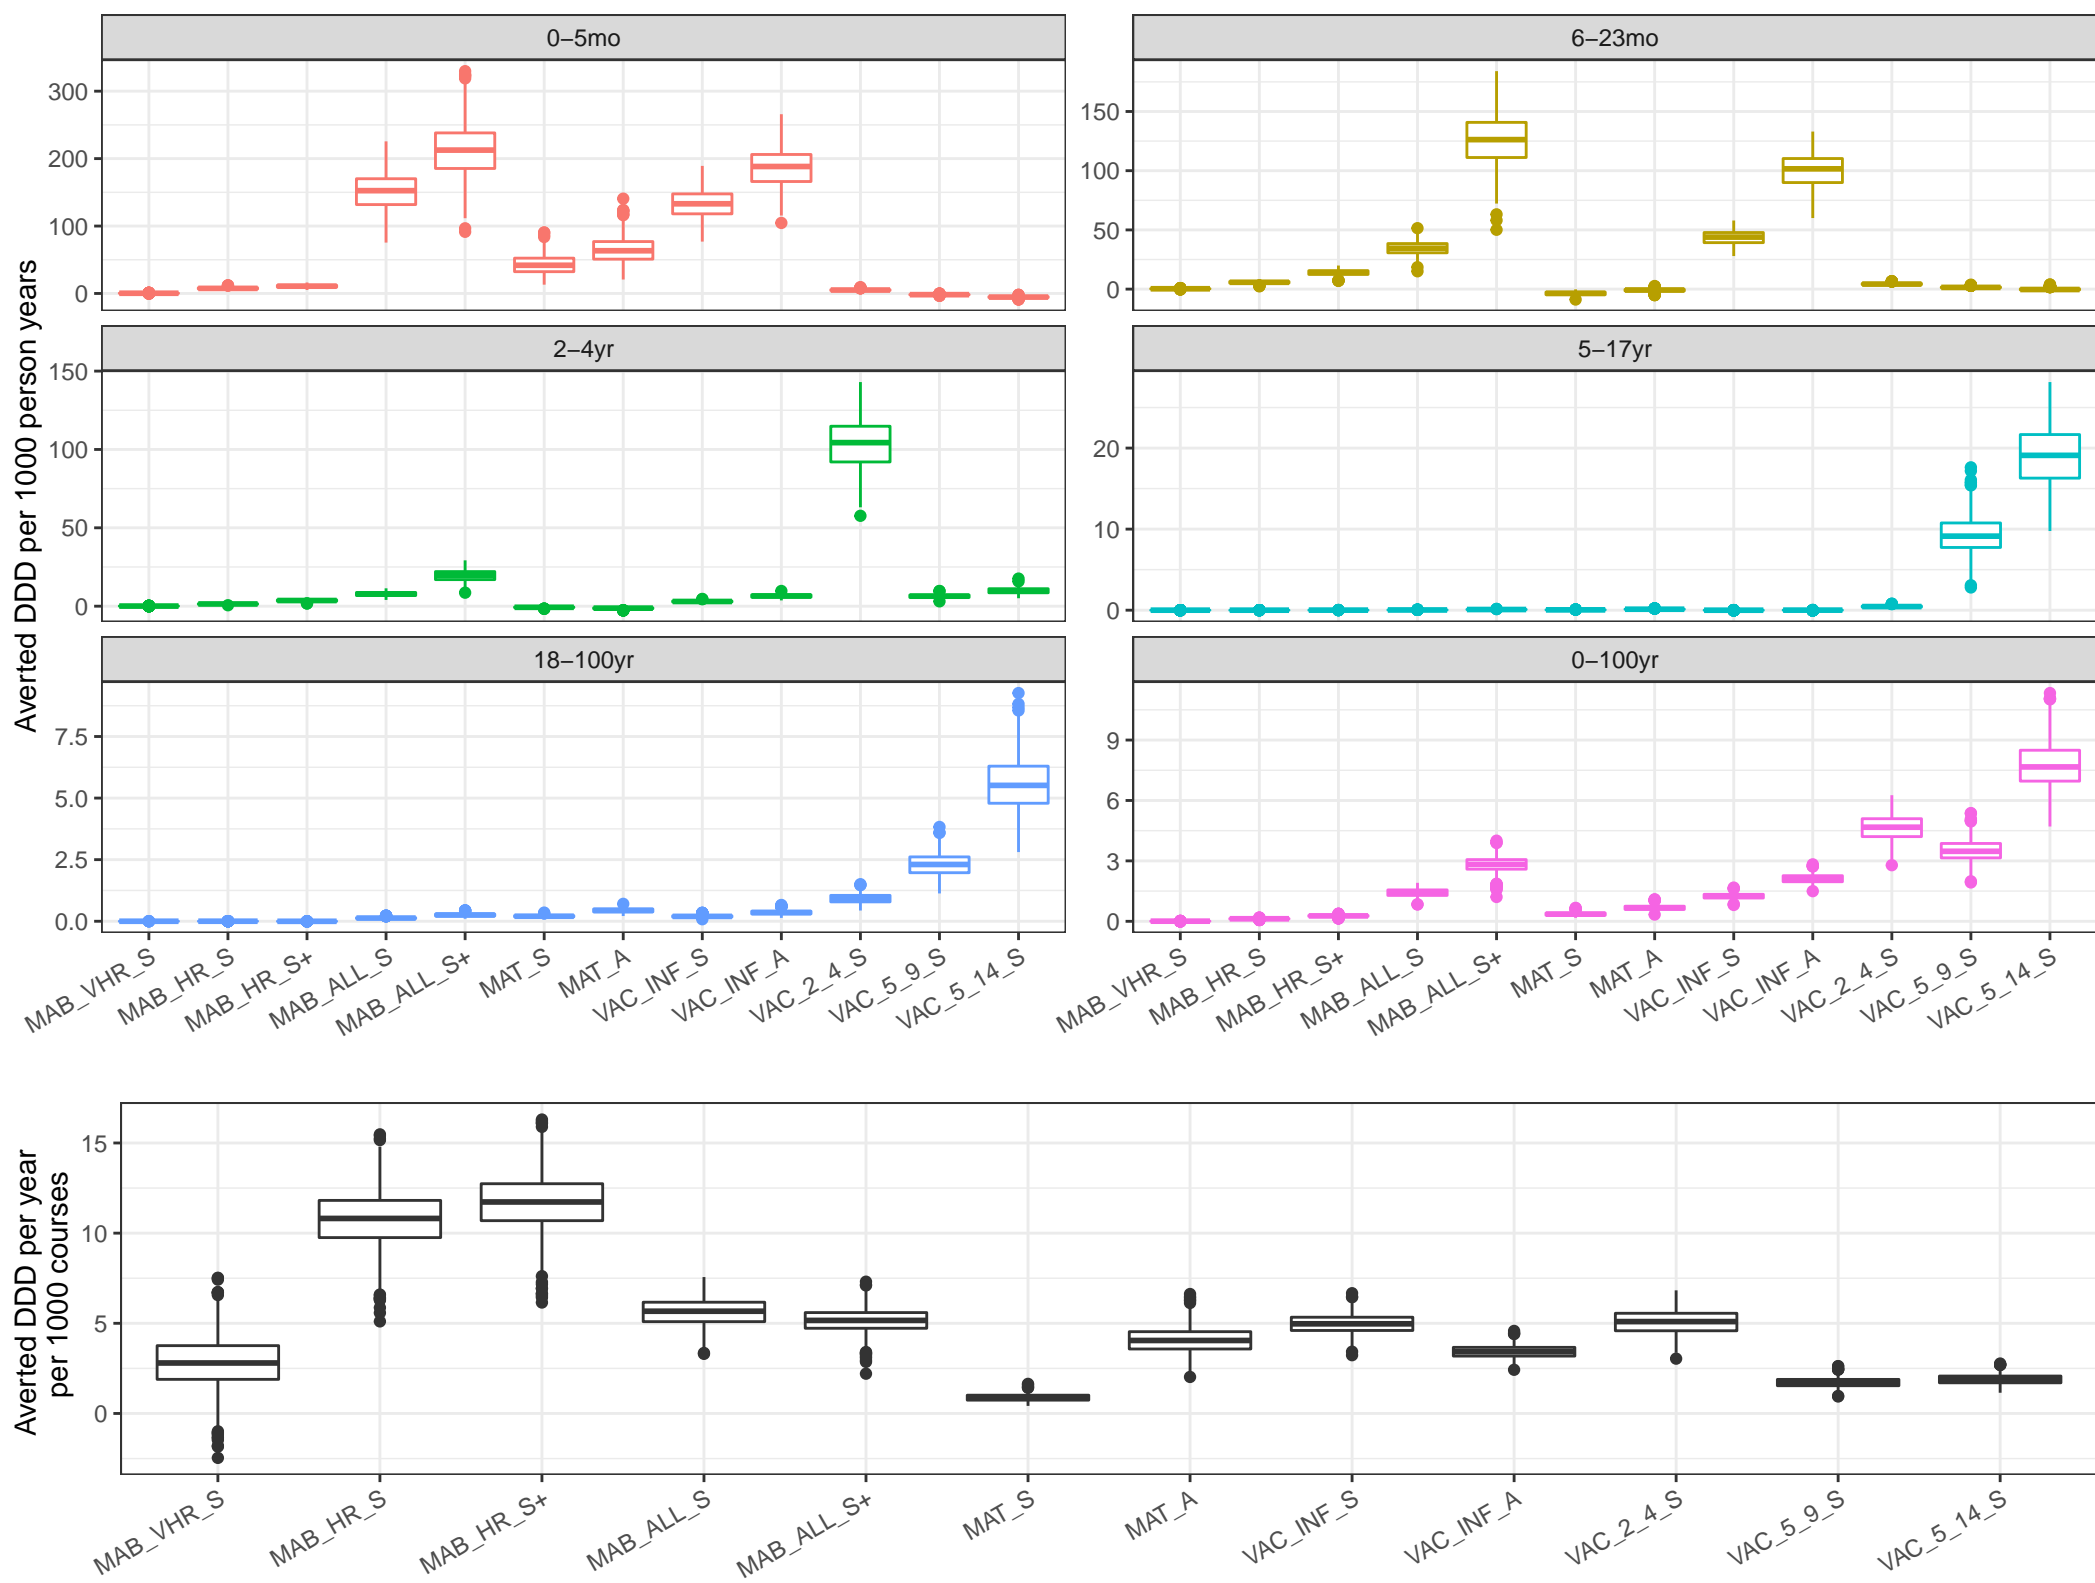 0–5mo
6–23mo
300
200
100
0
150
100
50
0
2–4yr
5–17yr
150
100
50
0
20
10
0
18–100yr
0–100yr
7.5
5.0
2.5
0.0
9
6
3
0
Averted DDD per 1000 person years
MAB_VHR_S
MAB_HR_S
MAB_HR_S+
MAB_ALL_S
MAB_ALL_S+
MAT_S
MAT_A
VAC_INF_S
VAC_INF_A
VAC_2_4_S
VAC_5_9_S
VAC_5_14_S
MAB_VHR_S
MAB_HR_S
MAB_HR_S+
MAB_ALL_S
MAB_ALL_S+
MAT_S
MAT_A
VAC_INF_S
VAC_INF_A
VAC_2_4_S
VAC_5_9_S
VAC_5_14_S
Averted DDD per year
per 1000 courses
15
10
5
0
MAB_VHR_S
MAB_HR_S
MAB_HR_S+
MAB_ALL_S
MAB_ALL_S+
MAT_S
MAT_A
VAC_INF_S
VAC_INF_A
VAC_2_4_S
VAC_5_9_S
VAC_5_14_S